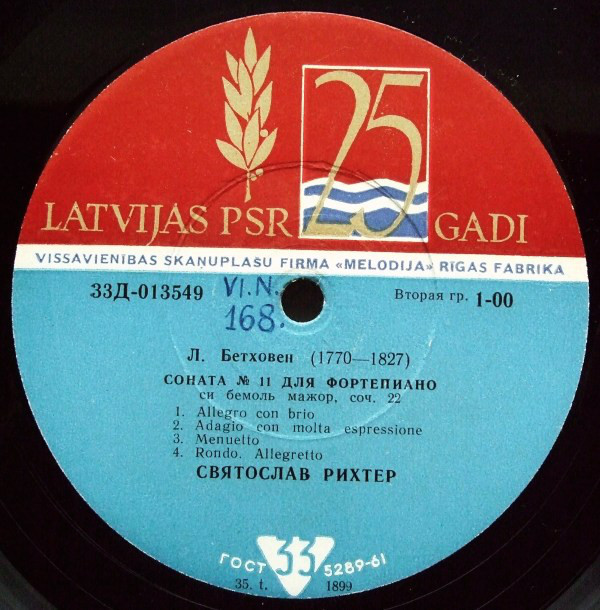 25
LATVIJAS PSR GADI
VISSAVIENĪBAS SKAŅUPLAŠU FIRMA «MELODIJA» RĪGAS FABRIKA
33Д-013549 VI.N. Вторая гр. 1-00
168.
Л. Бетховен (1770—1827)
СОНАТА № 11 ДЛЯ ФОРТЕПИАНО
си бемоль мажор, соч. 22
1. Allegro con brio
2. Adagio con molta espressione
3. Menuetto
4. Rondo. Allegretto
СВЯТОСЛАВ РИХТЕР
ГОСТ 33 5289-61
35. t. 1899